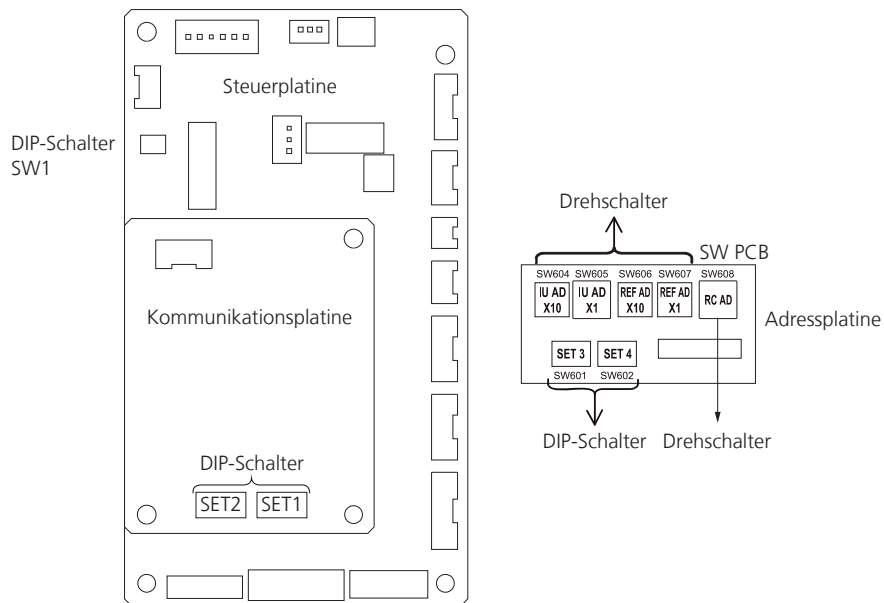 Steuerplatine
DIP-Schalter
SW1
Kommunikationsplatine
DIP-Schalter
SET2 SET1
Drehschalter
SW PCB
SW604 SW605 SW606 SW607 SW608
IU AD X10
IU AD X1
REF AD X10
REF AD X1
RC AD
Adressplatine
SET 3 SET 4
SW601 SW602
DIP-Schalter Drehschalter